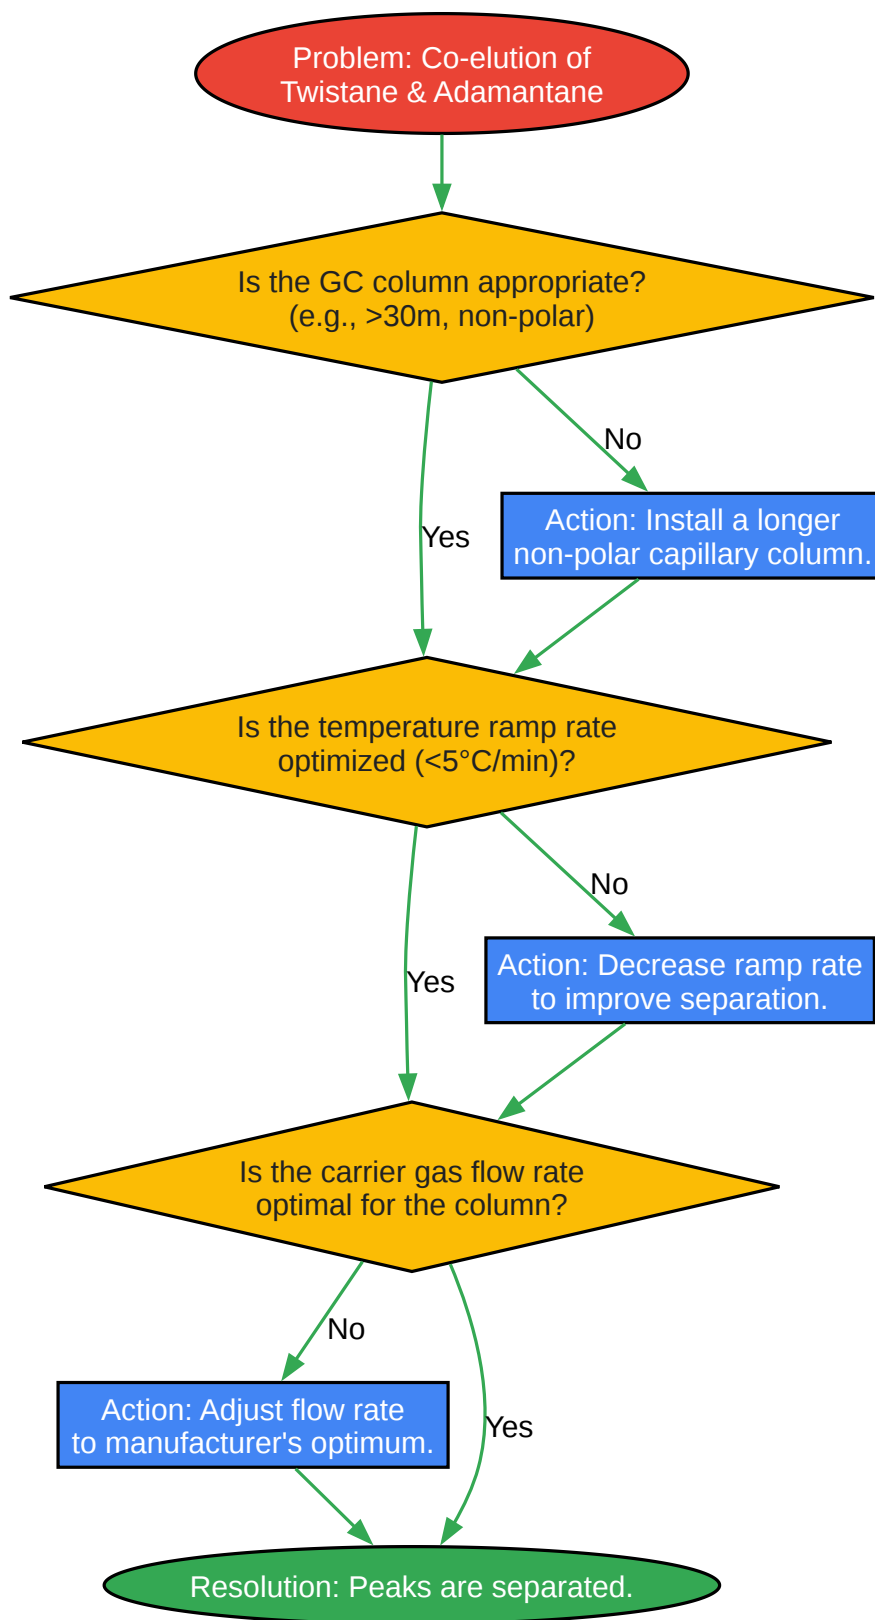 Problem: Co-elution of
Twistane & Adamantane
Is the GC column appropriate?
(e.g., >30m, non-polar)
No
Action: Install a longer
non-polar capillary column.
Yes
Is the temperature ramp rate
optimized (<5°C/min)?
No
Action: Decrease ramp rate
to improve separation.
Yes
Is the carrier gas flow rate
optimal for the column?
No
Action: Adjust flow rate
to manufacturer's optimum.
Yes
Resolution: Peaks are separated.